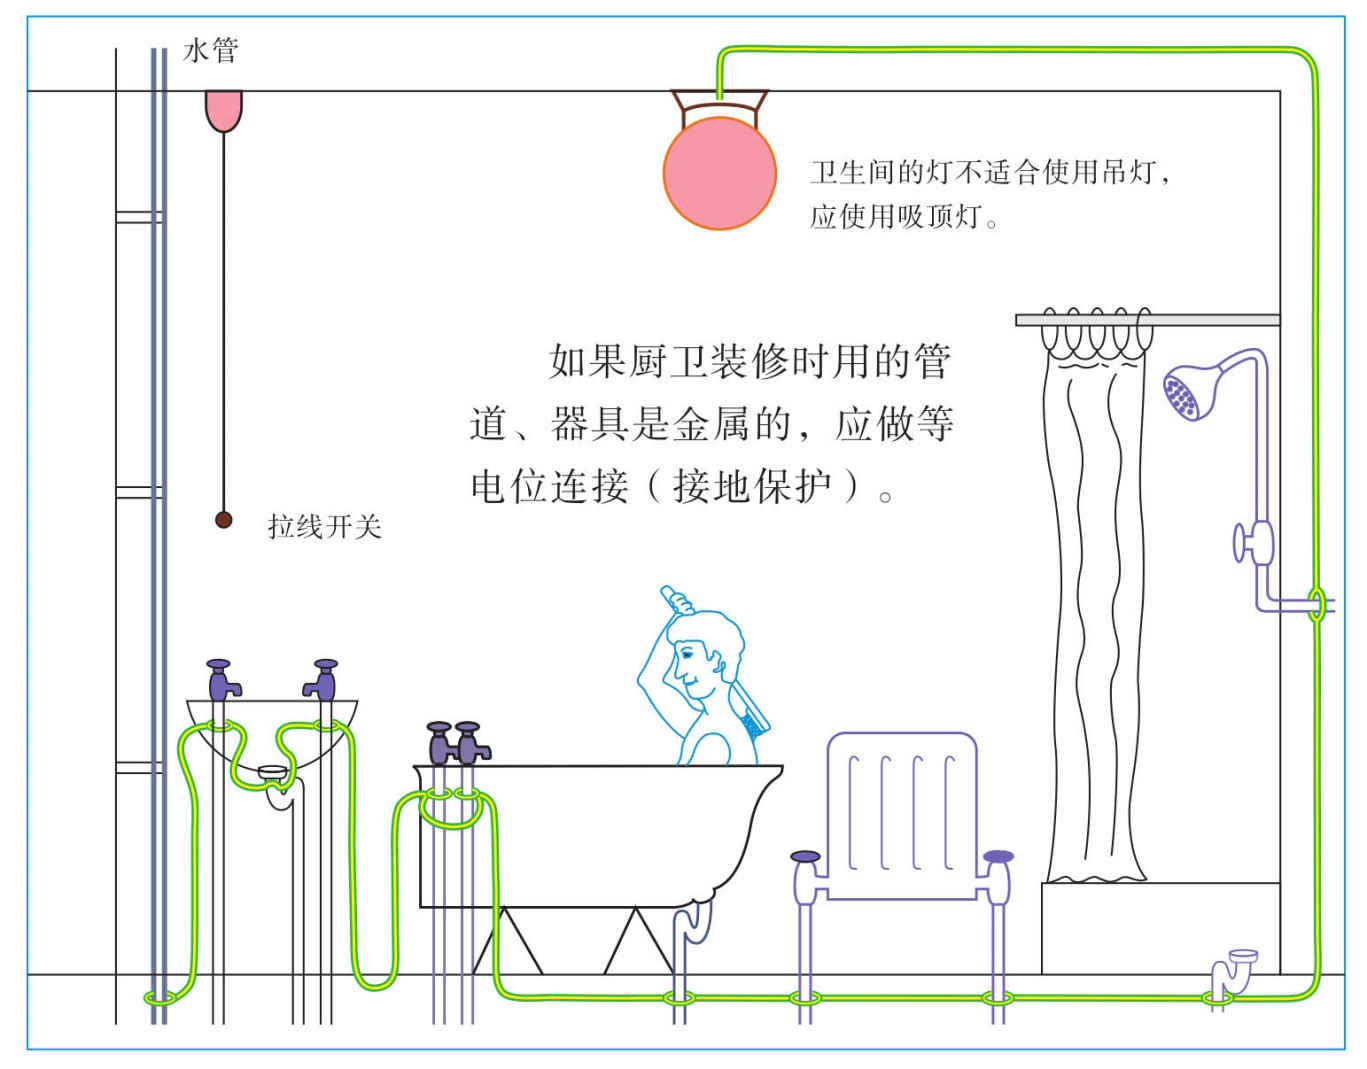 水管
卫生间的灯不适合使用吊灯，
应使用吸顶灯。
如果厨卫装修时用的管
道、器具是金属的，应做等
电位连接（接地保护）。
拉线开关